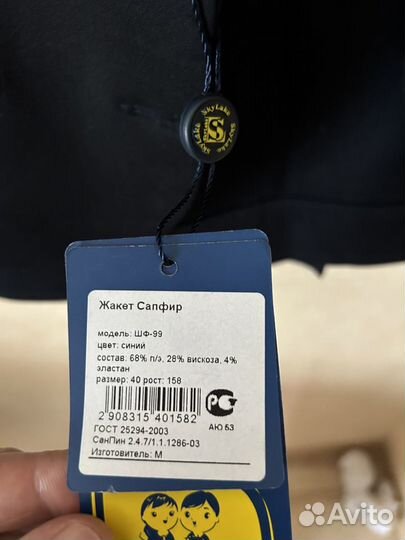 SkyLake SkyLake SkyLake
S
Жакет Сапфир
модель: ШФ-99
цвет: синий
состав: 68% п/э, 28% вискоза, 4%
эластан
размер: 40 рост: 158
2 908315 401582
АЮ 63
ГОСТ 25294-2003
СанПин 2.4.7/1.1.1286-03
Изготовитель: М
Avito